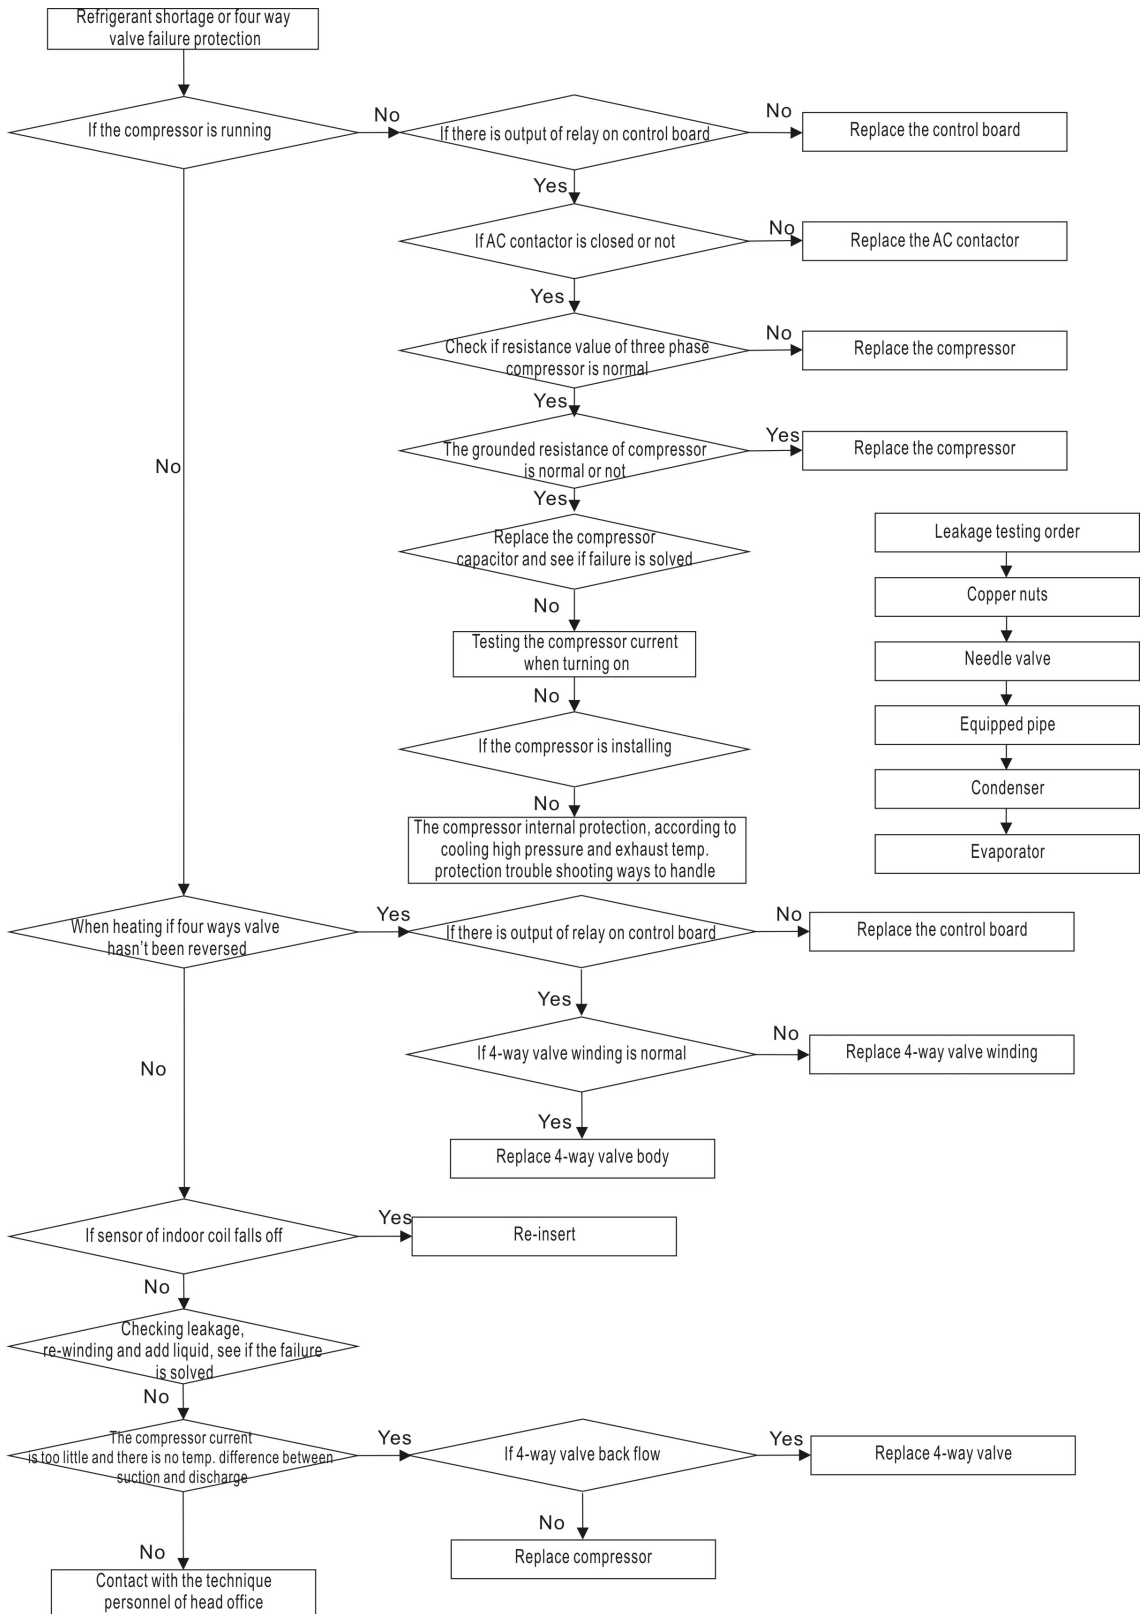 Refrigerant shortage or four way
valve failure protection
If the compressor is running
No
If there is output of relay on control board
No
Replace the control board
Yes
If AC contactor is closed or not
No
Replace the AC contactor
Yes
Check if resistance value of three phase
compressor is normal
No
Replace the compressor
Yes
The grounded resistance of compressor
is normal or not
Yes
Replace the compressor
No
Yes
Replace the compressor
capacitor and see if failure is solved
No
Testing the compressor current
when turning on
No
If the compressor is installing
No
The compressor internal protection, according to
cooling high pressure and exhaust temp.
protection trouble shooting ways to handle
Leakage testing order
Copper nuts
Needle valve
Equipped pipe
Condenser
Evaporator
When heating if four ways valve
hasn't been reversed
Yes
If there is output of relay on control board
No
Replace the control board
Yes
If 4-way valve winding is normal
No
Replace 4-way valve winding
Yes
Replace 4-way valve body
No
If sensor of indoor coil falls off
Yes
Re-insert
No
Checking leakage,
re-winding and add liquid, see if the failure
is solved
No
The compressor current
is too little and there is no temp. difference between
suction and discharge
Yes
If 4-way valve back flow
Yes
Replace 4-way valve
No
Replace compressor
No
Contact with the technique
personnel of head office